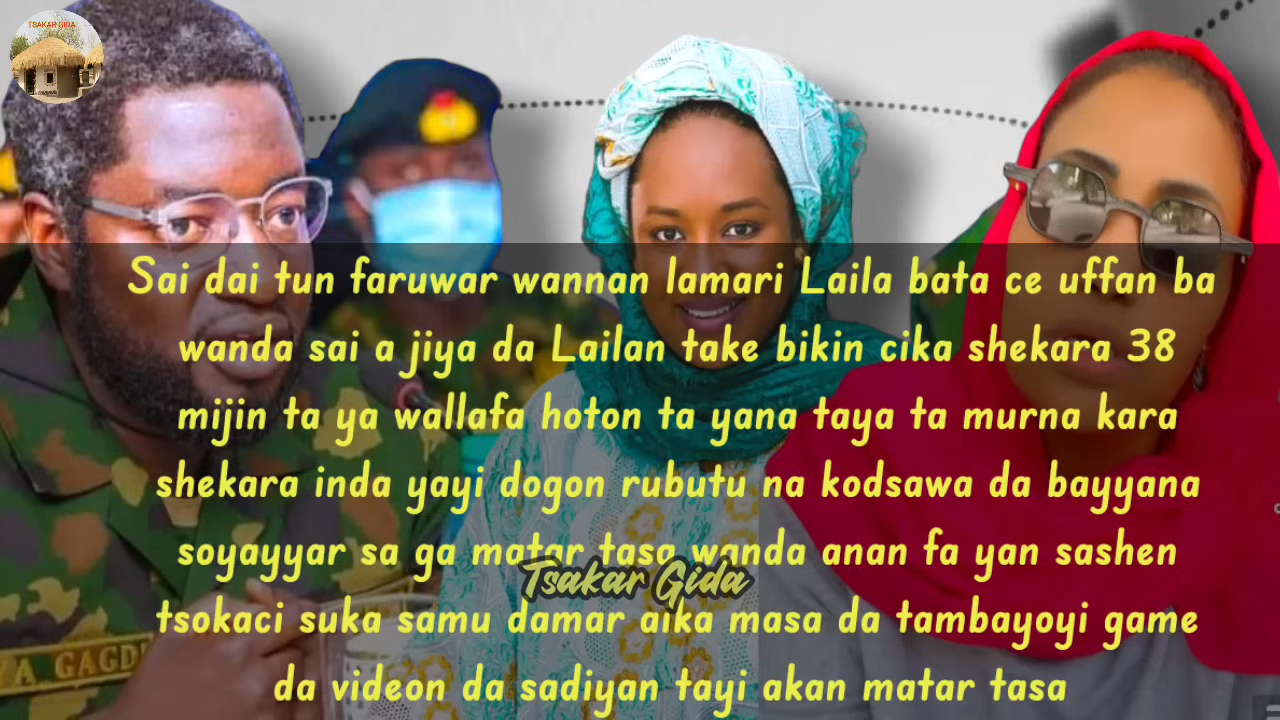 TSAKAR GIDA
Sai dai tun faruwar wannan lamari Laila bata ce uffan ba
wanda sai a jiya da Lailan take bikin cika shekara 38
mijin ta ya wallafa hoton ta yana taya ta murna kara
shekara inda yayi dogon rubutu na kodsawa da bayyana
soyayyar sa ga matar tasa wanda anan fa yan sashen
Tsakar Gida
tsokaci suka samu damar aika masa da tambayoyi game
YA GAGD
da videon da sadiyan tayi akan matar tasa